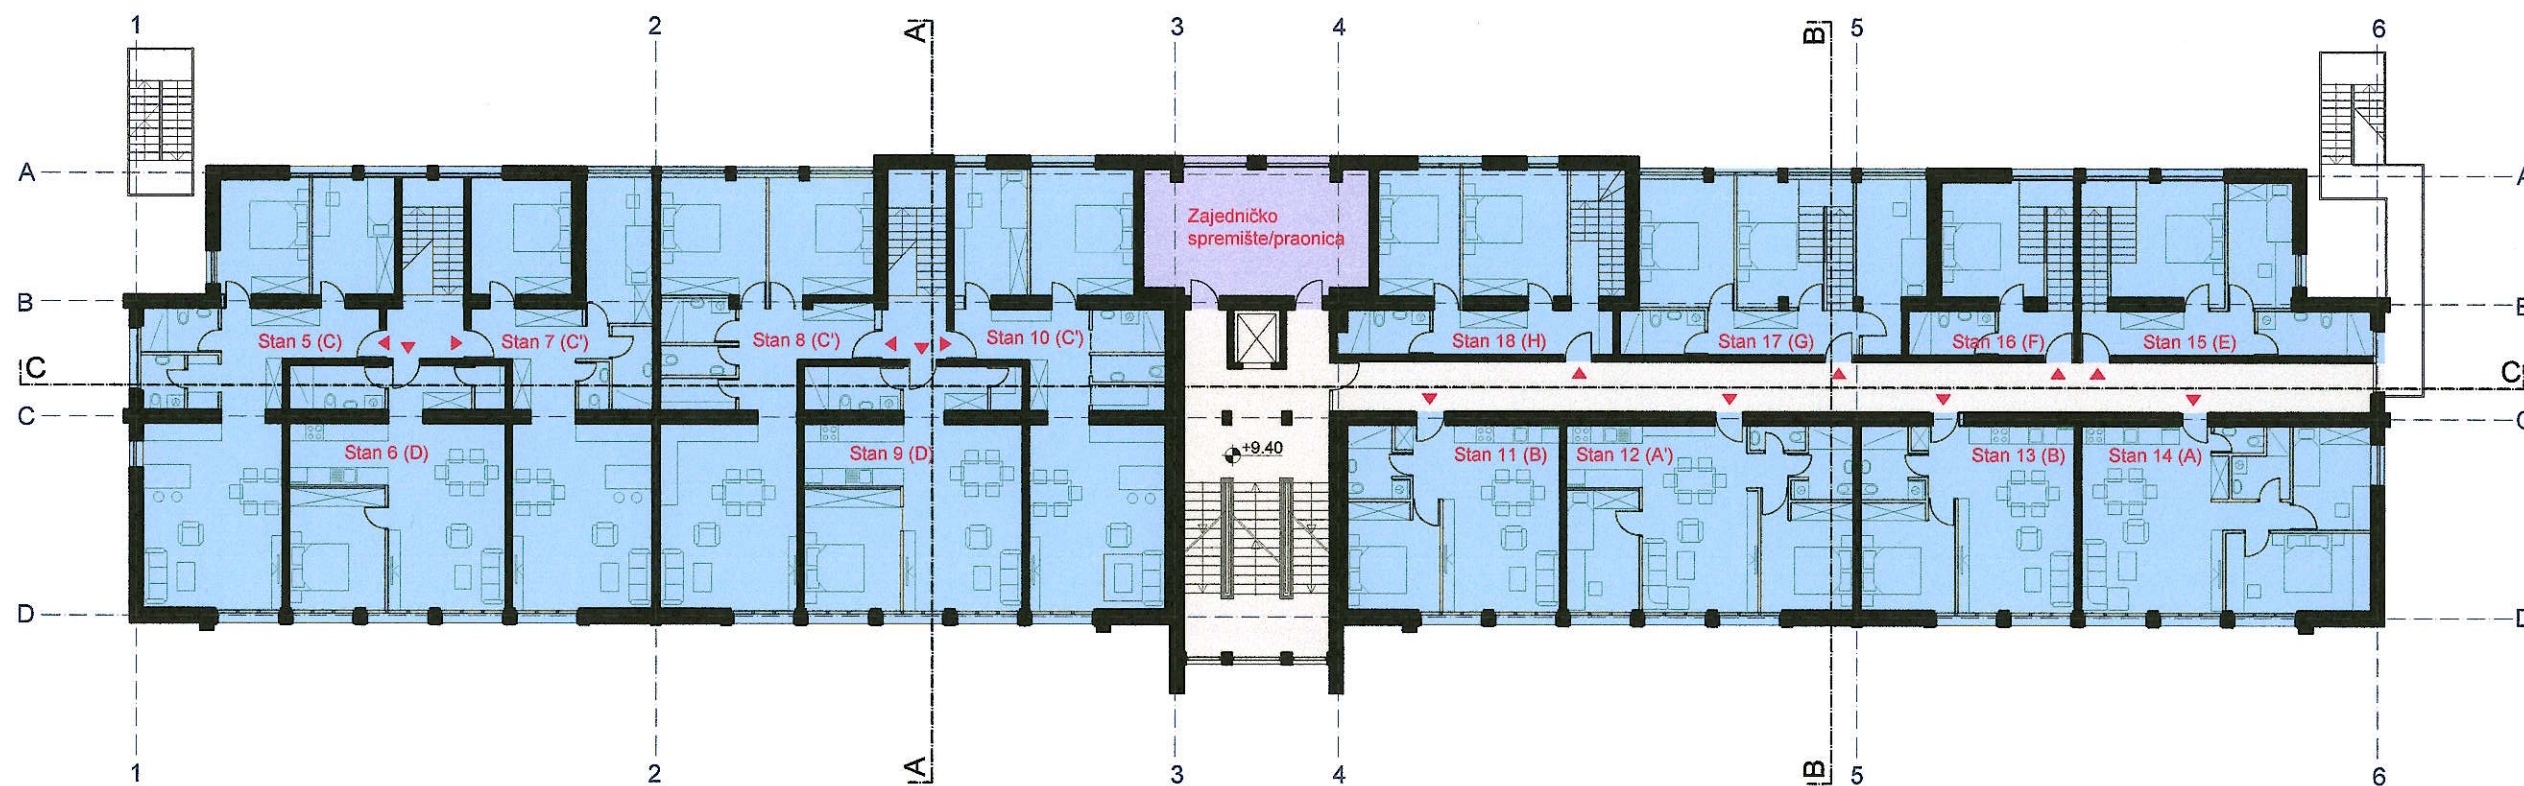 1 2 A 3 4 B 5 6
A A
Zajedničko
spremište/praonica
B B
Stan 5 (C) Stan 7 (C') Stan 8 (C') Stan 10 (C') Stan 18 (H) Stan 17 (G) Stan 16 (F) Stan 15 (E)
C C
C C
Stan 6 (D) Stan 9 (D) +9.40 Stan 11 (B) Stan 12 (A') Stan 13 (B) Stan 14 (A)
D D
1 2 A 3 4 B 5 6